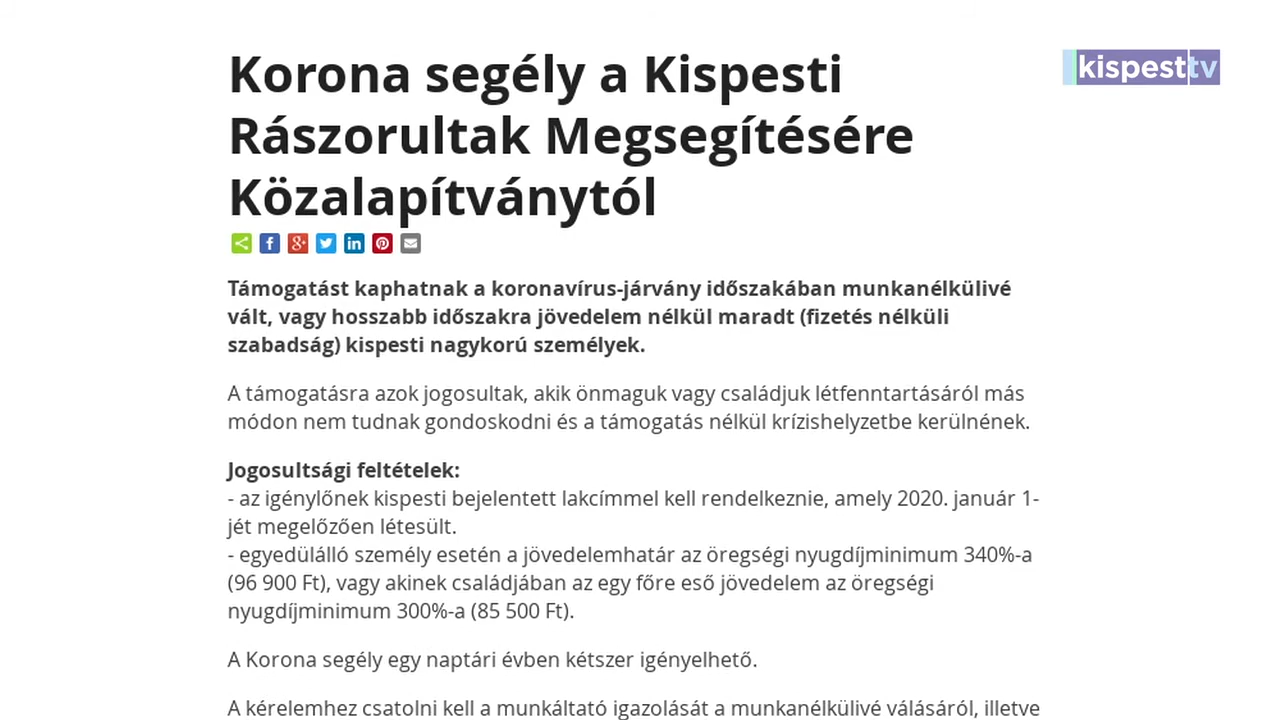 Korona segély a Kispesti
Rászorultak Megsegítésére
Közalapítványtól
kispesttv
Támogatást kaphatnak a koronavírus-járvány időszakában munkanélkülivé
vált, vagy hosszabb időszakra jövedelem nélkül maradt (fizetés nélküli
szabadság) kispesti nagykorú személyek.
A támogatásra azok jogosultak, akik önmaguk vagy családjuk létfenntartásáról más
módon nem tudnak gondoskodni és a támogatás nélkül krízishelyzetbe kerülnének.
Jogosultsági feltételek:
- az igénylőnek kispesti bejelentett lakcímmel kell rendelkeznie, amely 2020. január 1-
jét megelőzően létesült.
- egyedülálló személy esetén a jövedelemhatár az öregségi nyugdíjminimum 340%-a
(96 900 Ft), vagy akinek családjában az egy főre eső jövedelem az öregségi
nyugdíjminimum 300%-a (85 500 Ft).
A Korona segély egy naptári évben kétszer igényelhető.
A kérelemhez csatolni kell a munkáltató igazolását a munkanélkülivé válásáról, illetve